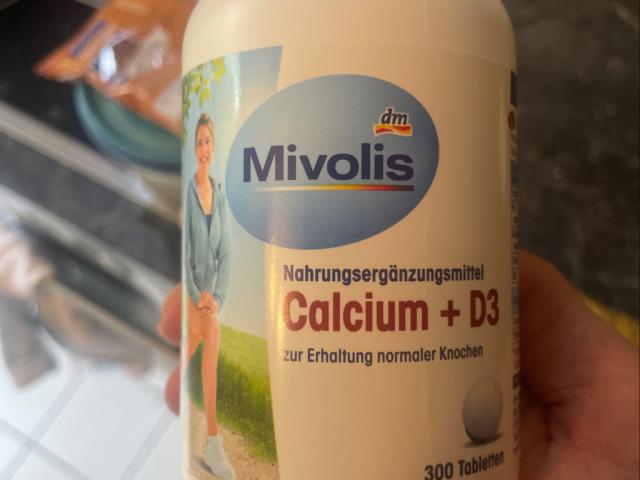 dm
Mivolis
Nahrungsergänzungsmittel
Calcium + D3
zur Erhaltung normaler Knochen
300 Tabletten